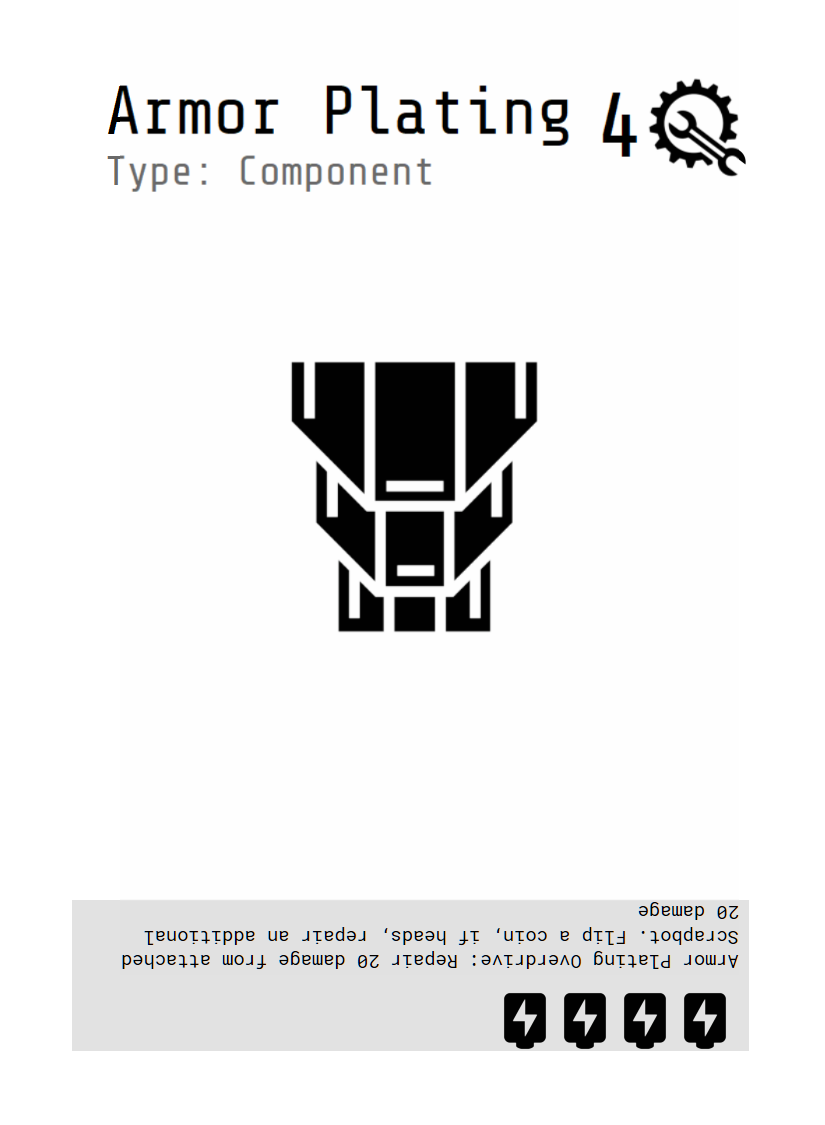 Armor Plating 4
Type: Component
Armor Plating Overdrive: Repair 20 damage from attached
Scrapbot. Flip a coin, if heads, repair an additional
20 damage